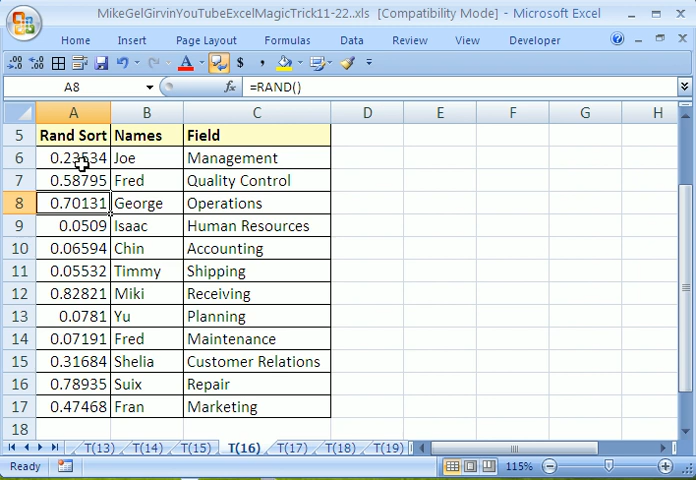 MikeGelGirvinYouTubeExcelMagicTrick11-22..xls [Compatibility Mode] - Microsoft Excel
Home Page Layout Formulas Data Review View Developer
A8 fx =RAND()
A B C D E F G H
5 Rand Sort Names Field
6 0.23534 Joe Management
7 0.58795 Fred Quality Control
8 0.70131 George Operations
9 0.0509 Isaac Human Resources
10 0.06594 Chin Accounting
11 0.05532 Timmy Shipping
12 0.82821 Miki Receiving
13 0.0781 Yu Planning
14 0.07191 Fred Maintenance
15 0.31684 Shelia Customer Relations
16 0.78935 Suix Repair
17 0.47468 Fran Marketing
18
T(13) T(14) T(15) T(16) T(17) T(18) T(19)
Ready 115%